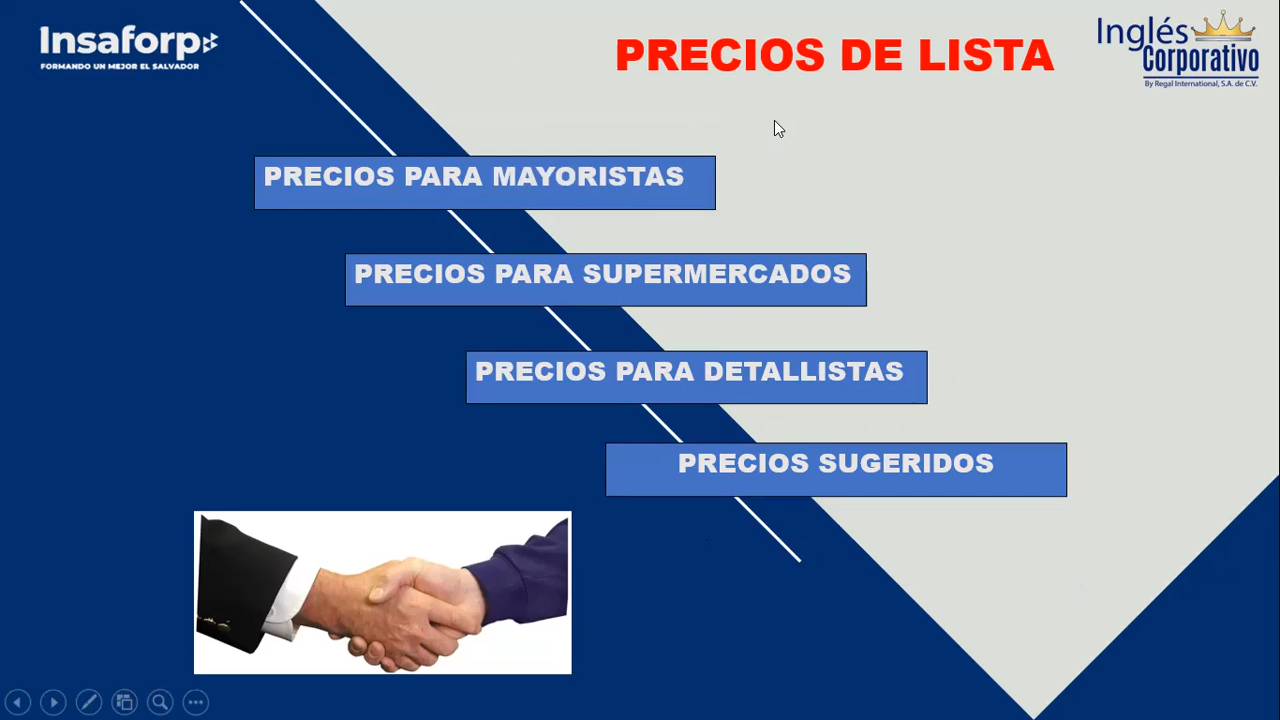 Insaforp
FORMANDO UN MEJOR EL SALVADOR
PRECIOS DE LISTA
Inglés
Corporativo
By Regal International, S.A. de C.V.
PRECIOS PARA MAYORISTAS
PRECIOS PARA SUPERMERCADOS
PRECIOS PARA DETALLISTAS
PRECIOS SUGERIDOS